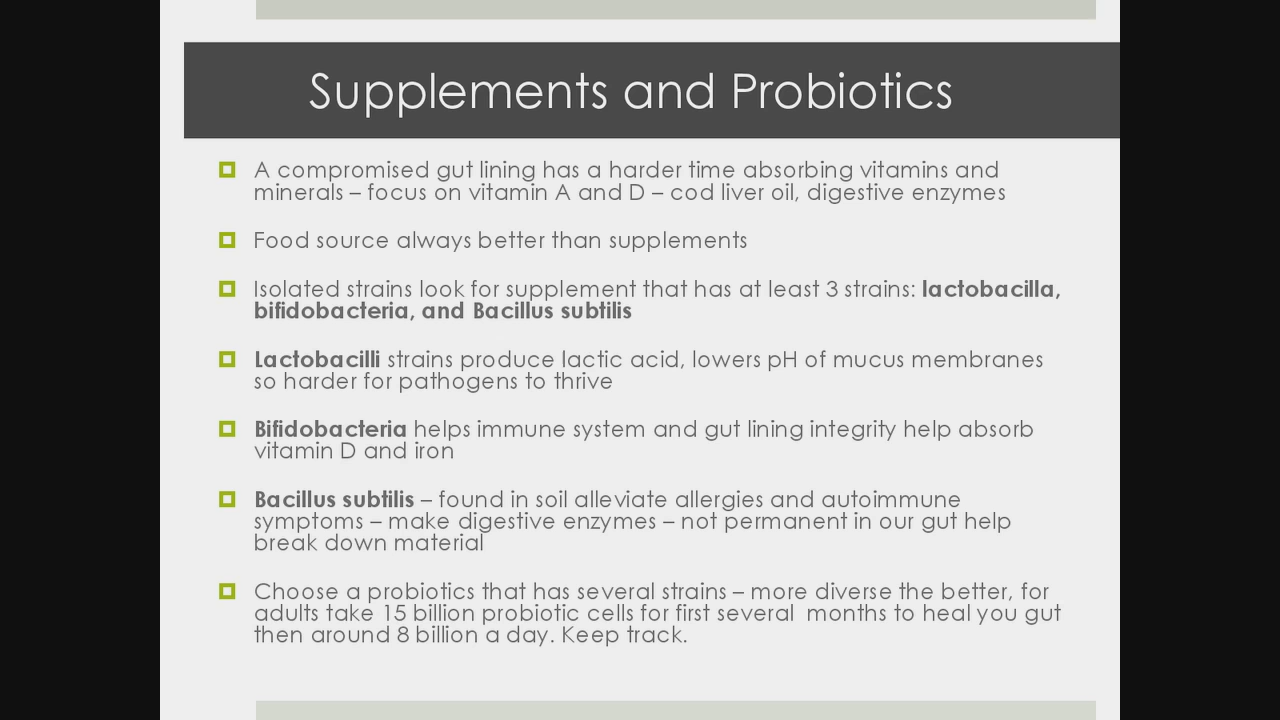 Supplements and Probiotics
A compromised gut lining has a harder time absorbing vitamins and
minerals – focus on vitamin A and D – cod liver oil, digestive enzymes
Food source always better than supplements
Isolated strains look for supplement that has at least 3 strains: lactobacilla,
bifidobacteria, and Bacillus subtilis
Lactobacilli strains produce lactic acid, lowers pH of mucus membranes
so harder for pathogens to thrive
Bifidobacteria helps immune system and gut lining integrity help absorb
vitamin D and iron
Bacillus subtilis – found in soil alleviate allergies and autoimmune
symptoms – make digestive enzymes – not permanent in our gut help
break down material
Choose a probiotics that has several strains – more diverse the better, for
adults take 15 billion probiotic cells for first several  months to heal you gut
then around 8 billion a day. Keep track.